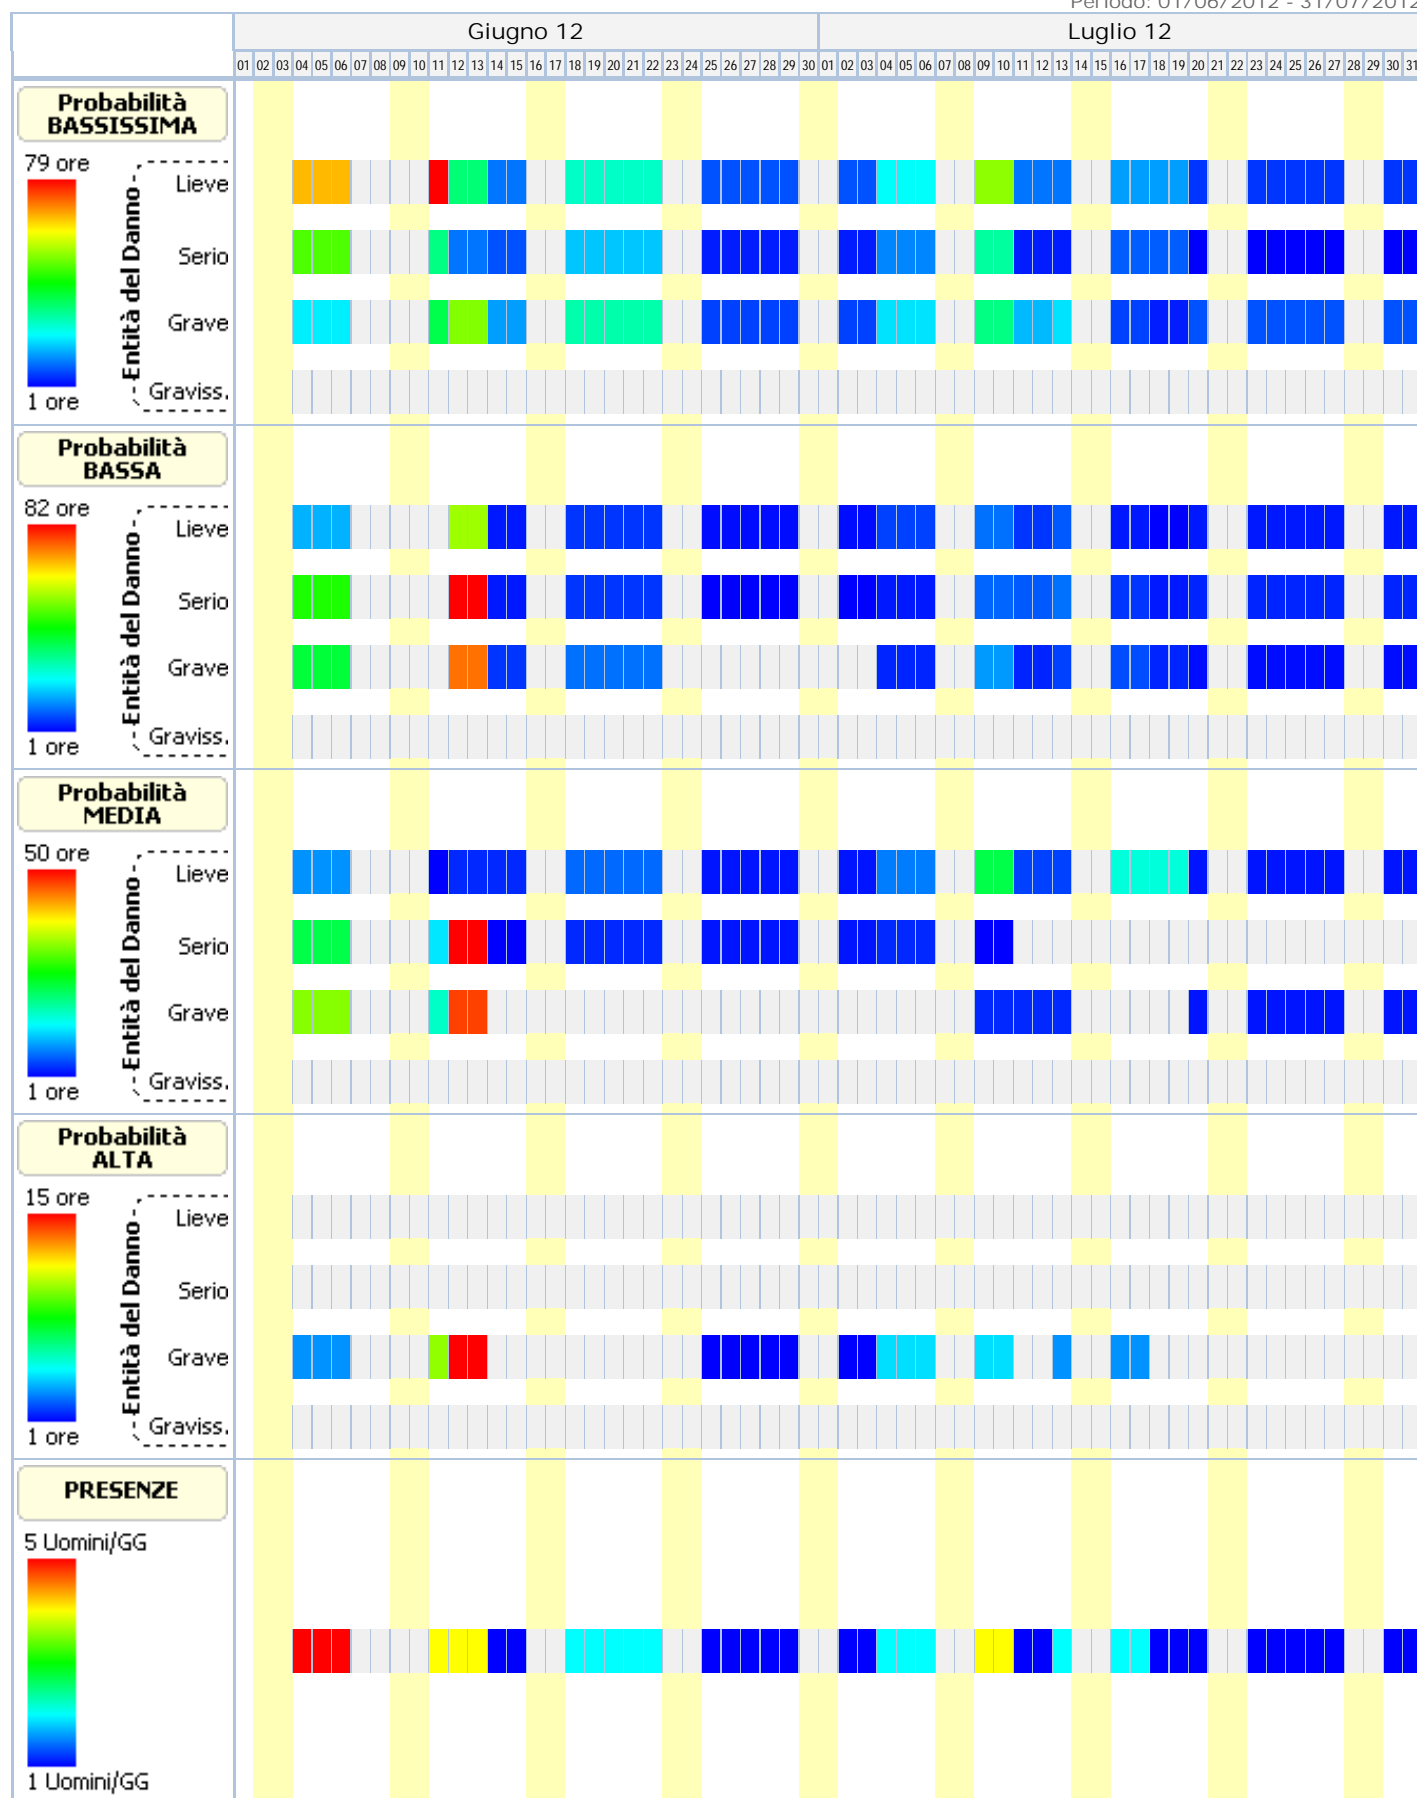 Periodo: 01/06/2012 - 31/07/2012
Giugno 12 Luglio 12
01 02 03 04 05 06 07 08 09 10 11 12 13 14 15 16 17 18 19 20 21 22 23 24 25 26 27 28 29 30 01 02 03 04 05 06 07 08 09 10 11 12 13 14 15 16 17 18 19 20 21 22 23 24 25 26 27 28 29 30 31
Probabilità
BASSISSIMA
79 ore
Entità del Danno
Lieve
Serio
Grave
Graviss.
1 ore
Probabilità
BASSA
82 ore
Entità del Danno
Lieve
Serio
Grave
Graviss.
1 ore
Probabilità
MEDIA
50 ore
Entità del Danno
Lieve
Serio
Grave
Graviss.
1 ore
Probabilità
ALTA
15 ore
Entità del Danno
Lieve
Serio
Grave
Graviss.
1 ore
PRESENZE
5 Uomini/GG
1 Uomini/GG